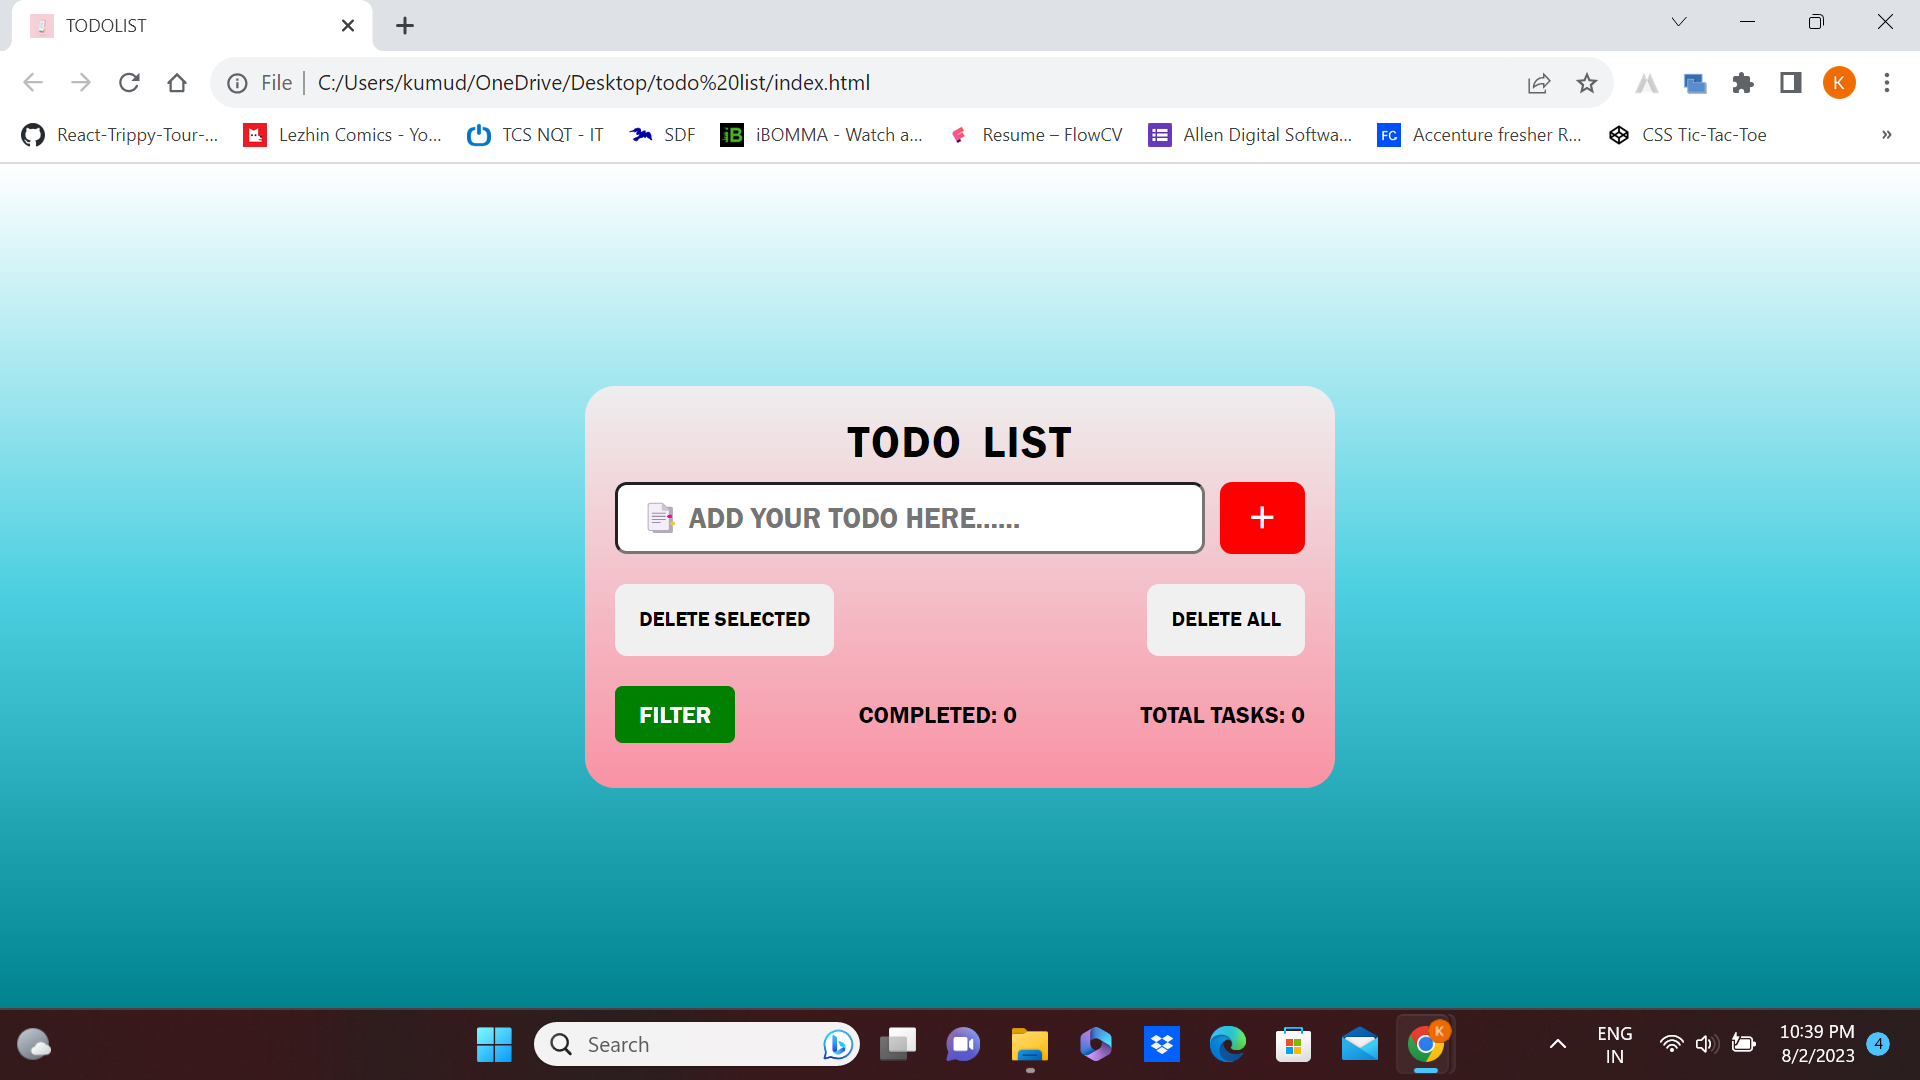 TODOLIST
File
C:/Users/kumud/OneDrive/Desktop/todo%20list/index.html
K
React-Trippy-Tour-...
Lezhin Comics - Yo...
TCS NQT - IT
SDF
iB
iBOMMA - Watch a...
Resume – FlowCV
Allen Digital Softwa...
FC
Accenture fresher R...
CSS Tic-Tac-Toe
»
TODO LIST
ADD YOUR TODO HERE......
+
DELETE SELECTED
DELETE ALL
FILTER
COMPLETED: 0
TOTAL TASKS: 0
Search
K
ENG
IN
10:39 PM
8/2/2023
4